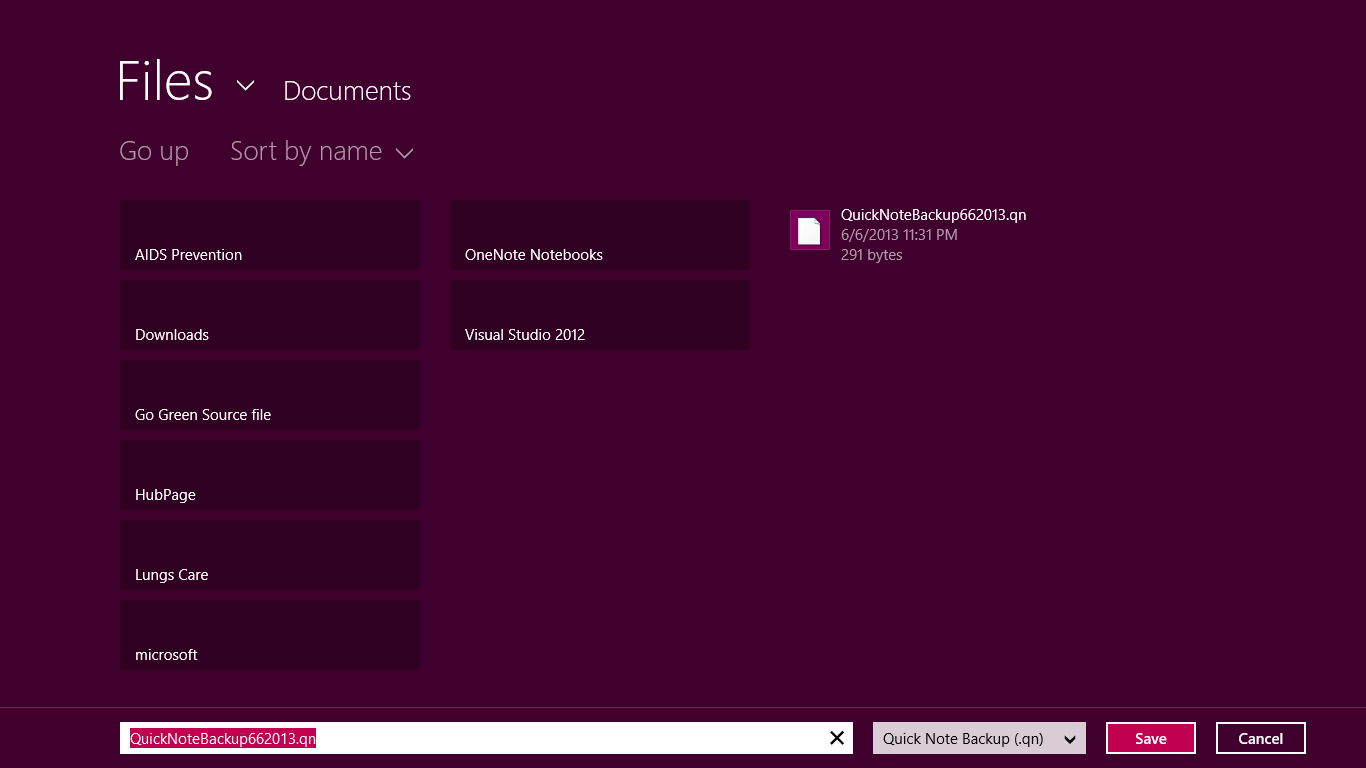 Files Documents
Go up Sort by name
AIDS Prevention
Downloads
Go Green Source file
HubPage
Lungs Care
microsoft
OneNote Notebooks
Visual Studio 2012
QuickNoteBackup662013.qn
6/6/2013 11:31 PM
291 bytes
QuickNoteBackup662013.qn Quick Note Backup (.qn) Save Cancel